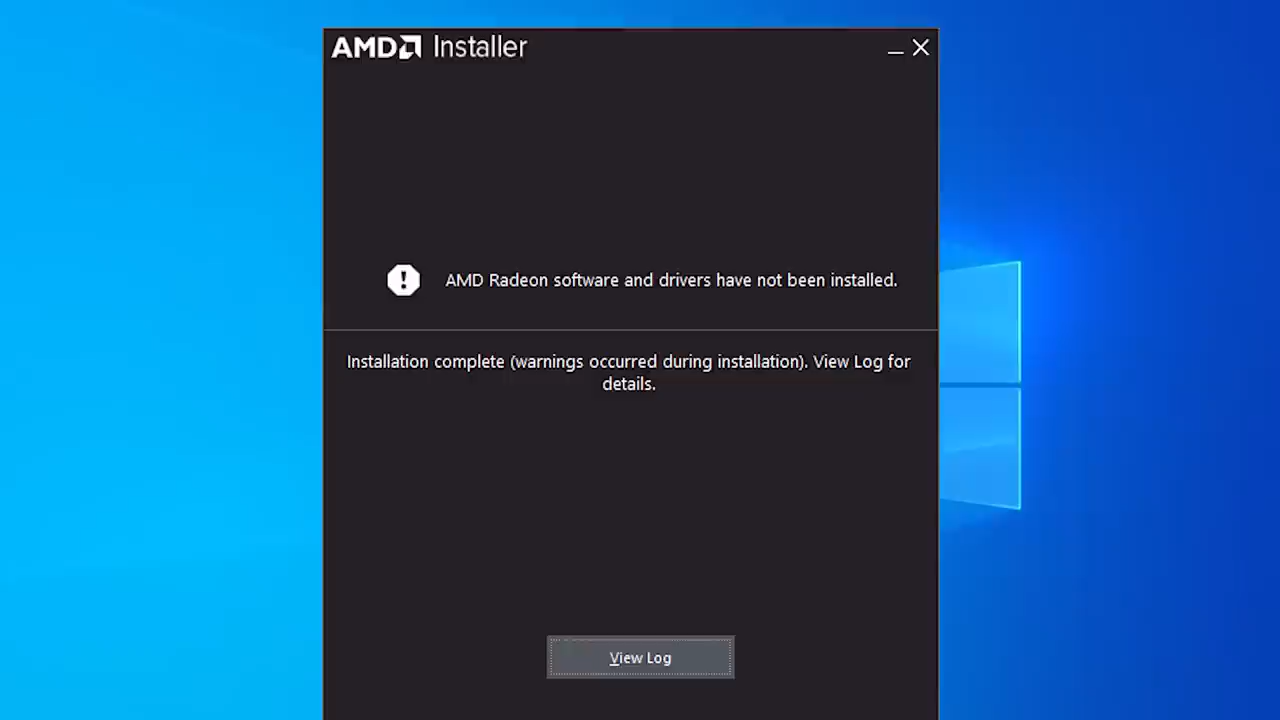 AMD Installer
AMD Radeon software and drivers have not been installed.
Installation complete (warnings occurred during installation). View Log for
details.
View Log